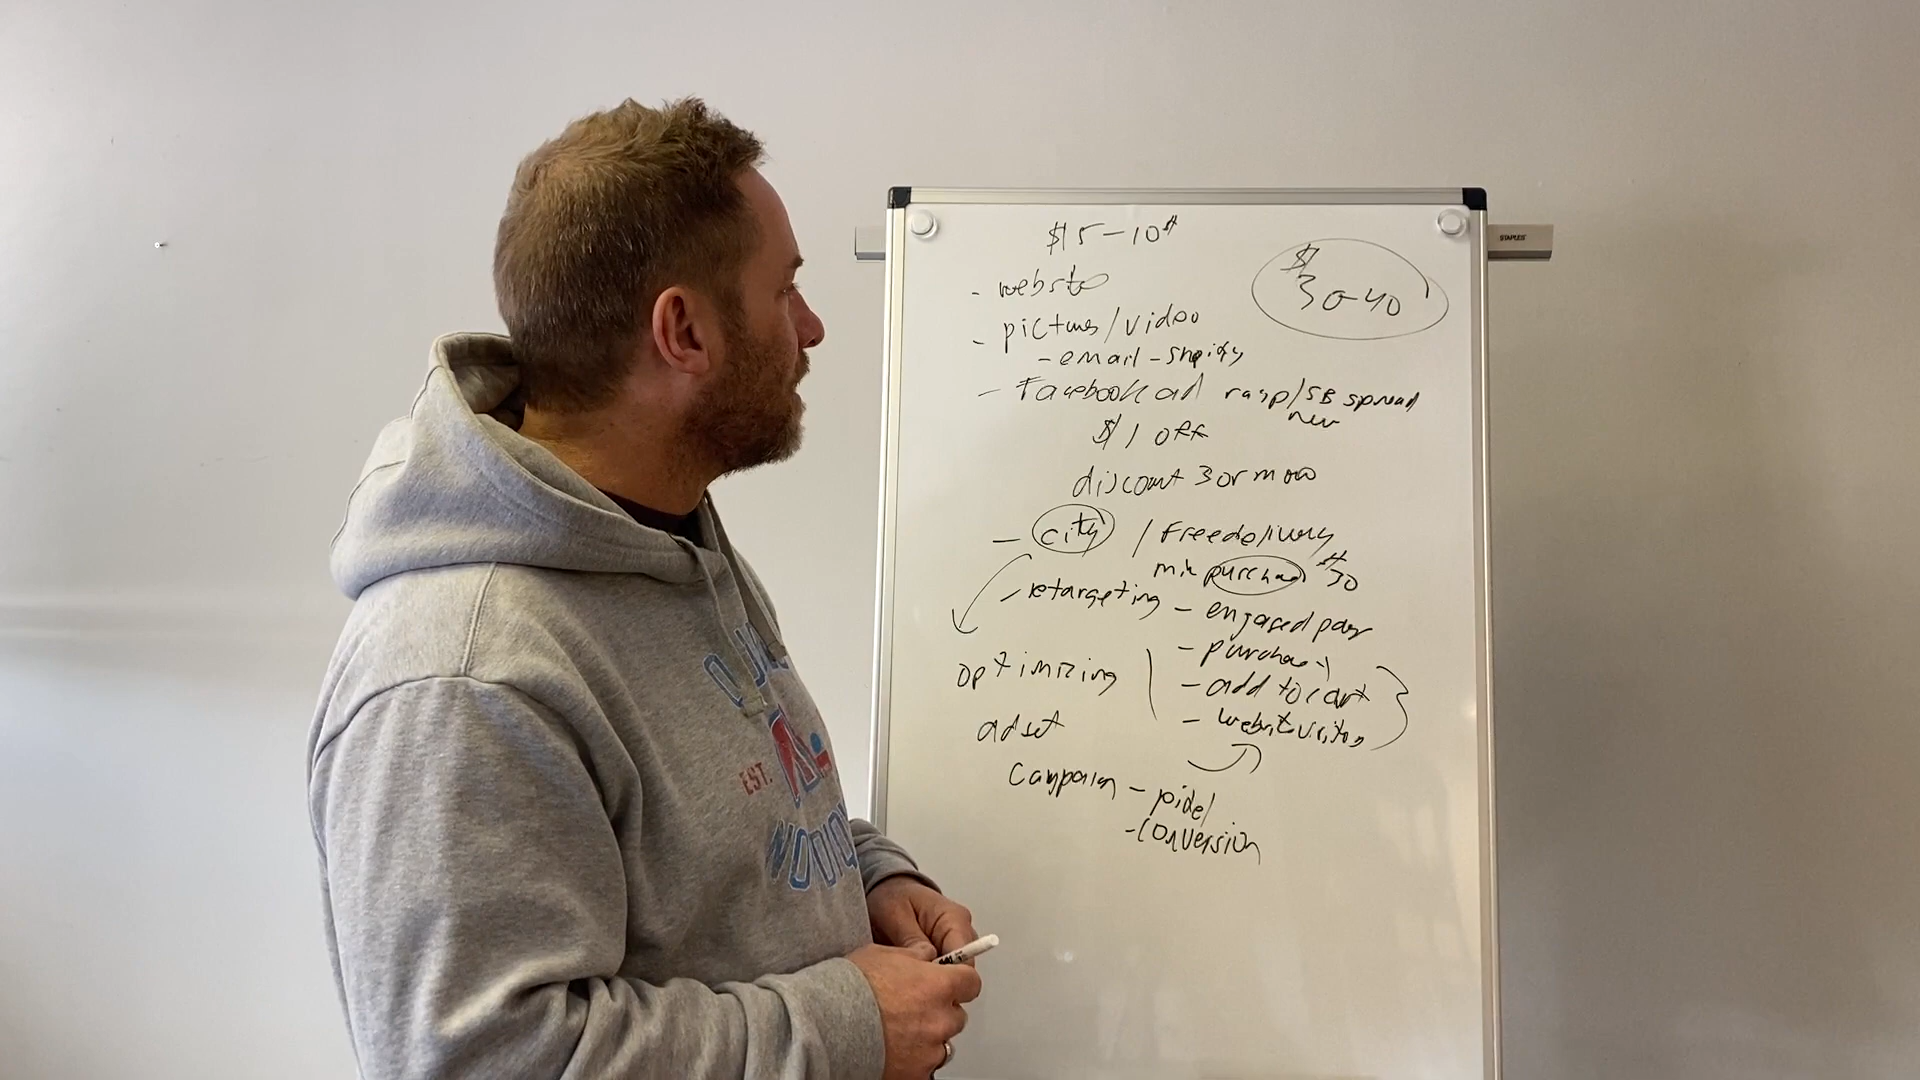 $15-10$
$
30-40
- website
- pictures/video
- email - shopify
- Facebook ad rasp/SB spread
new
$1 off
discount 3 or more
- city / Free delivery
min purchase $30
- retargeting - engaged page
- purchase
- add to cart
- website visitors
optimizing
adset
campaign - pixel
- conversion
STAPLES
EST.